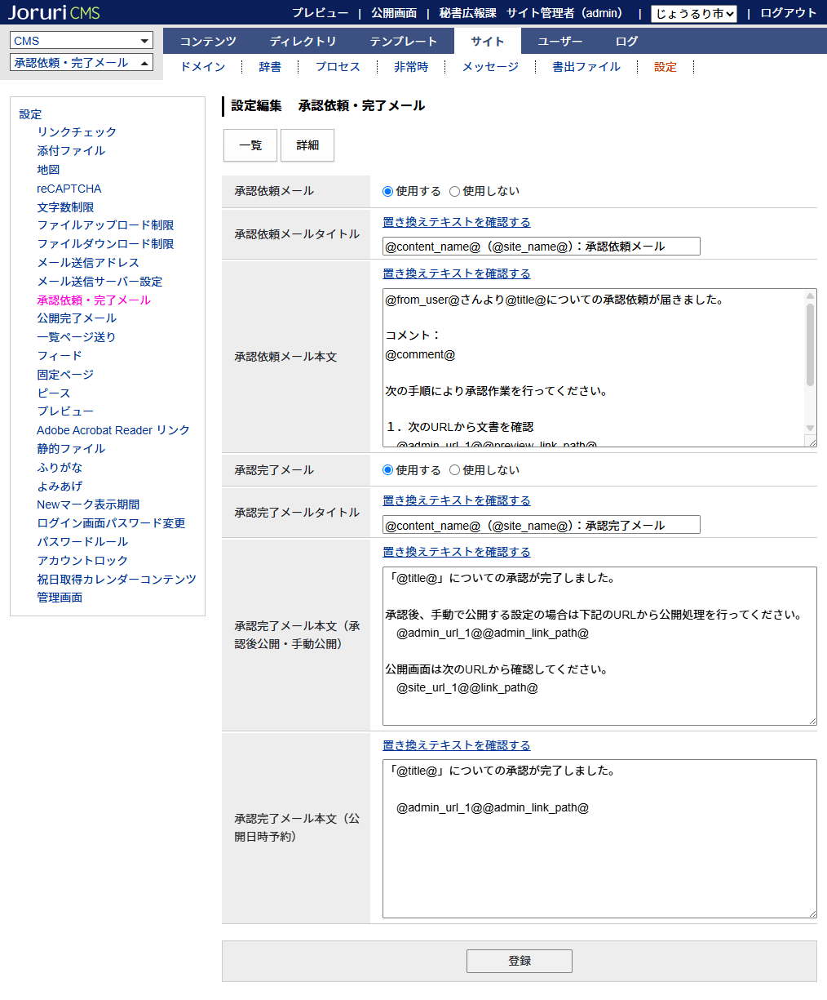 Joruri CMS
プレビュー | 公開画面 | 秘書広報課 サイト管理者（admin） | じょうるり市 | ログアウト
CMS
承認依頼・完了メール
コンテンツ ディレクトリ テンプレート サイト ユーザー ログ
ドメイン 辞書 プロセス 非常時 メッセージ 書出ファイル 設定
設定
リンクチェック
添付ファイル
地図
reCAPTCHA
文字数制限
ファイルアップロード制限
ファイルダウンロード制限
メール送信アドレス
メール送信サーバー設定
承認依頼・完了メール
公開完了メール
一覧ページ送り
フィード
固定ページ
ピース
プレビュー
Adobe Acrobat Reader リンク
静的ファイル
ふりがな
よみあげ
Newマーク表示期間
ログイン画面パスワード変更
パスワードルール
アカウントロック
祝日取得カレンダーコンテンツ
管理画面
設定編集 承認依頼・完了メール
一覧 詳細
承認依頼メール
使用する 使用しない
承認依頼メールタイトル
置き換えテキストを確認する
@content_name@（@site_name@）：承認依頼メール
承認依頼メール本文
置き換えテキストを確認する
@from_user@さんより@title@についての承認依頼が届きました。
コメント：
@comment@
次の手順により承認作業を行ってください。
１．次のURLから文書を確認
@admin_url_1@@preview_link_path@
承認完了メール
使用する 使用しない
承認完了メールタイトル
置き換えテキストを確認する
@content_name@（@site_name@）：承認完了メール
承認完了メール本文（承
認後公開・手動公開）
置き換えテキストを確認する
「@title@」についての承認が完了しました。
承認後、手動で公開する設定の場合は下記のURLから公開処理を行ってください。
@admin_url_1@@admin_link_path@
公開画面は次のURLから確認してください。
@site_url_1@@link_path@
承認完了メール本文（公
開日時予約）
置き換えテキストを確認する
「@title@」についての承認が完了しました。
@admin_url_1@@admin_link_path@
登録